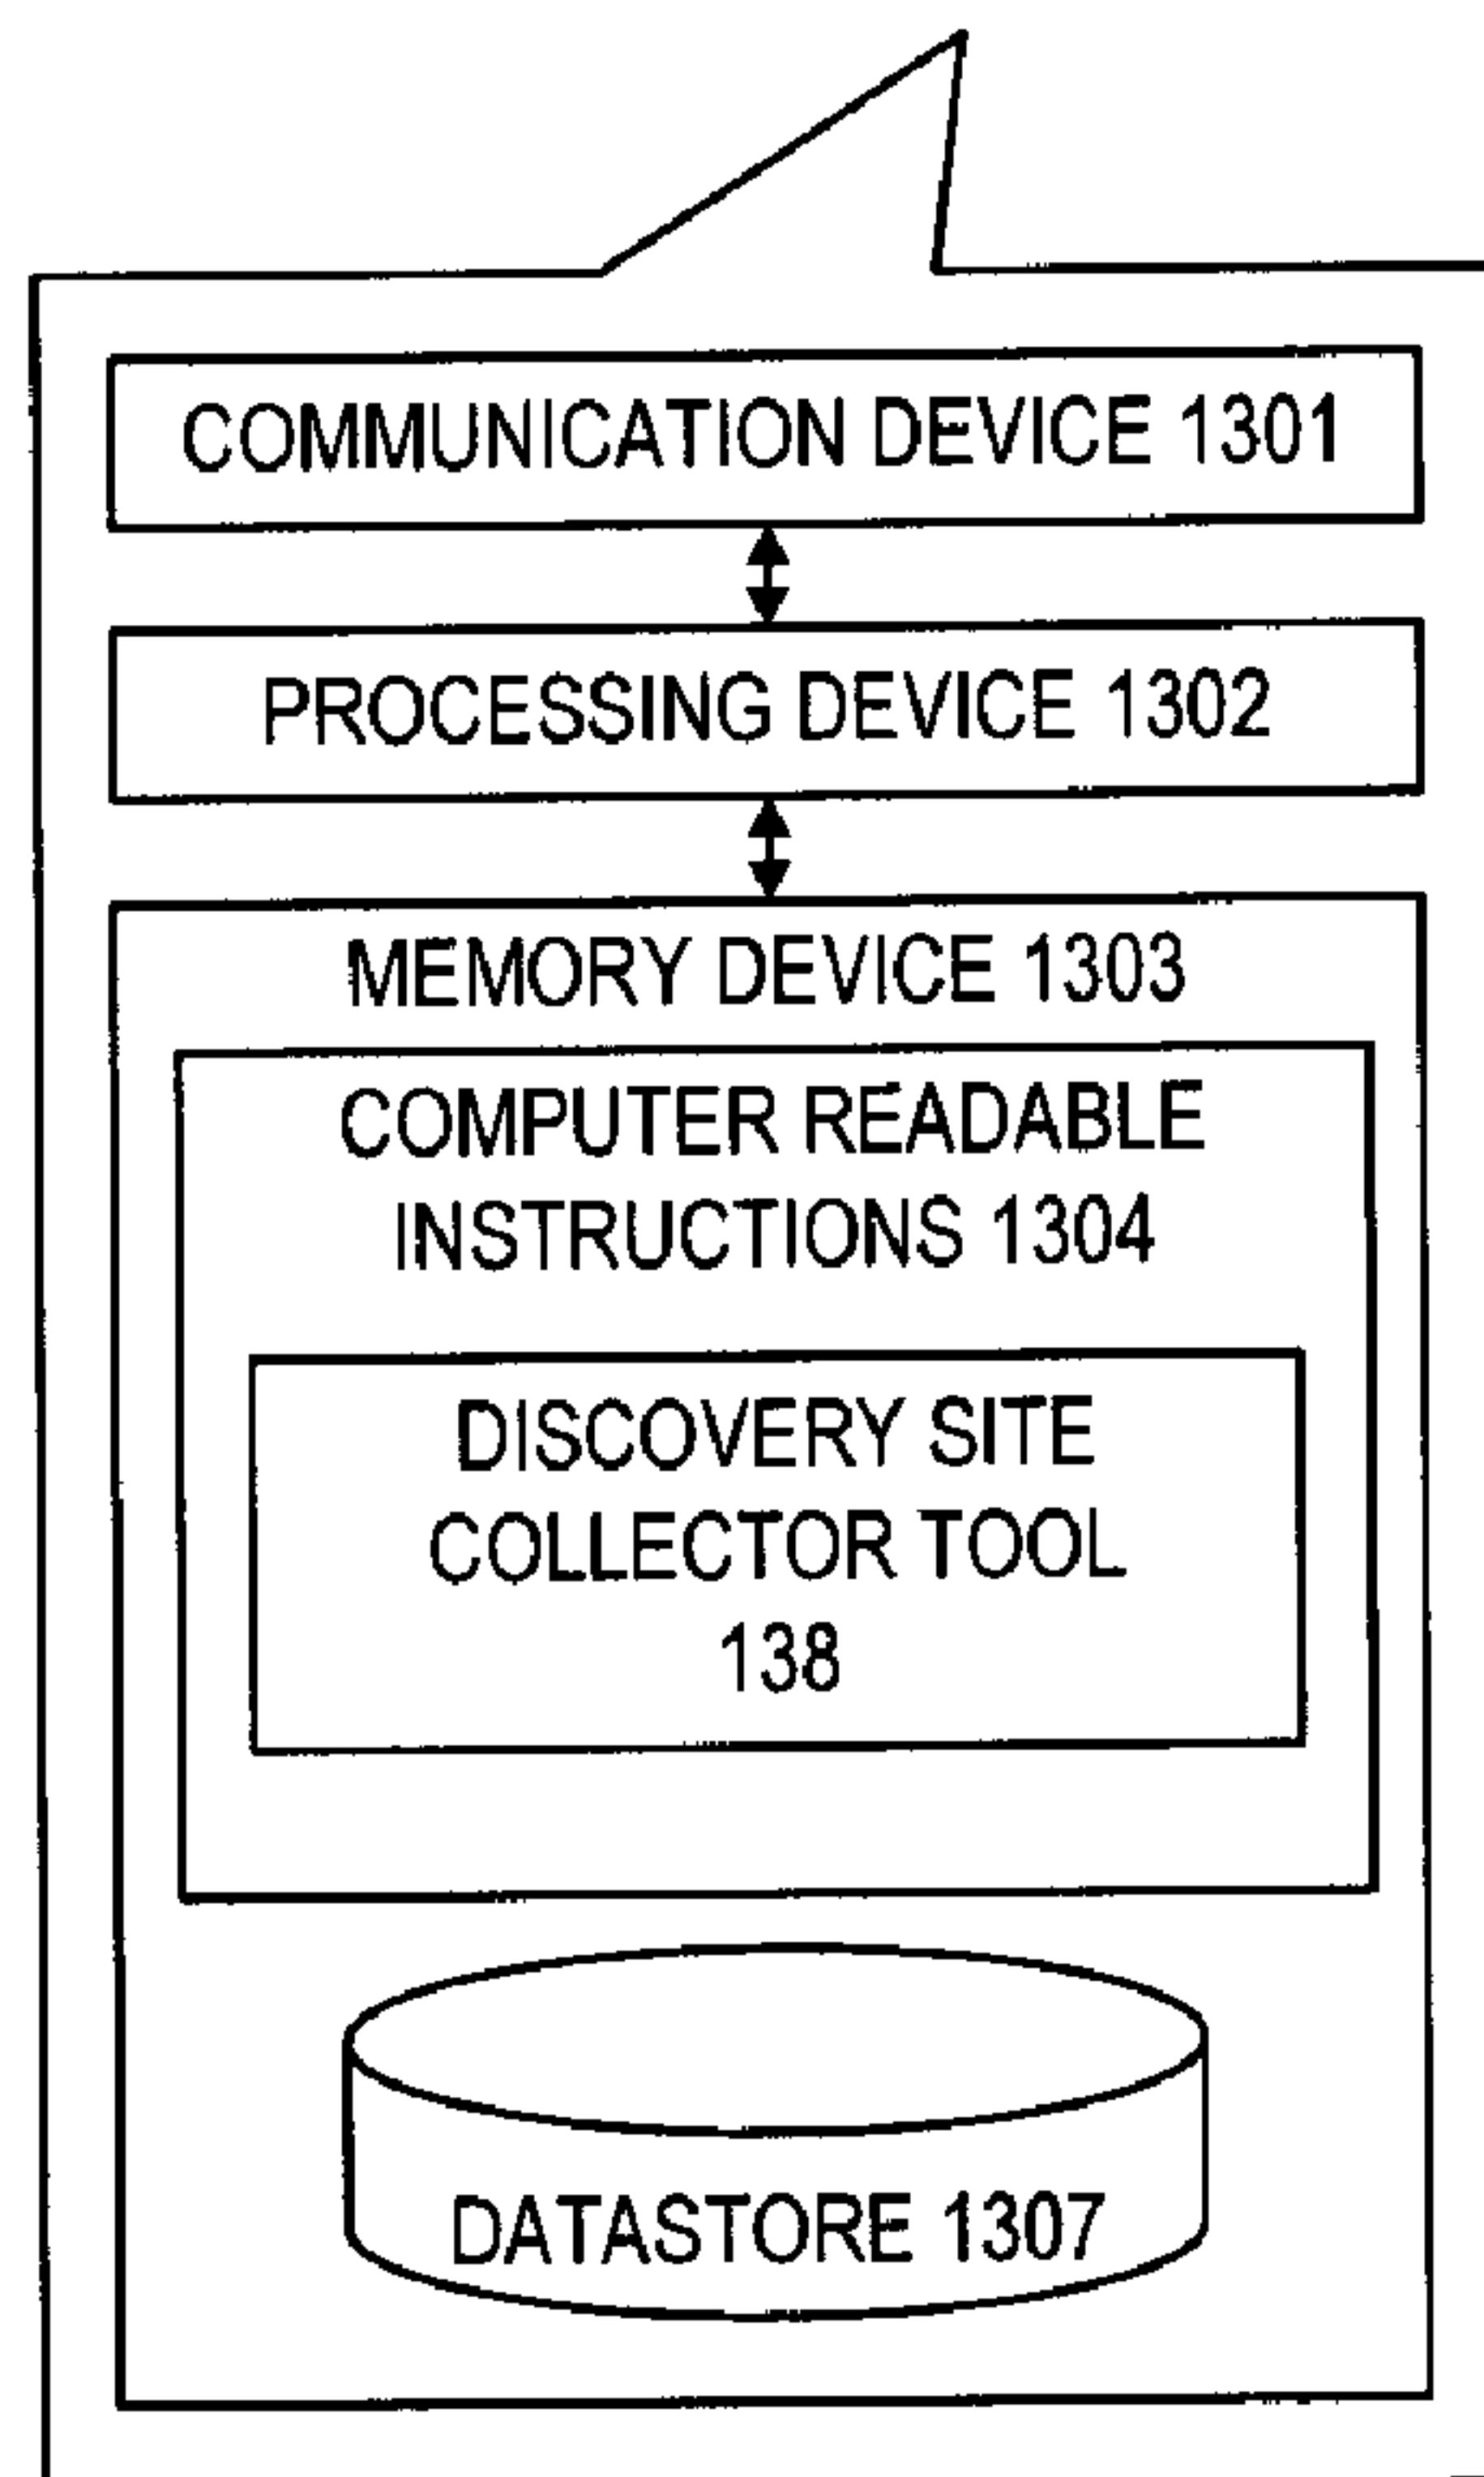 COMMUNICATION DEVICE 1301
PROCESSING DEVICE 1302
MEMORY DEVICE 1303
COMPUTER READABLE
INSTRUCTIONS 1304
DISCOVERY SITE
COLLECTOR TOOL
138
DATASTORE 1307